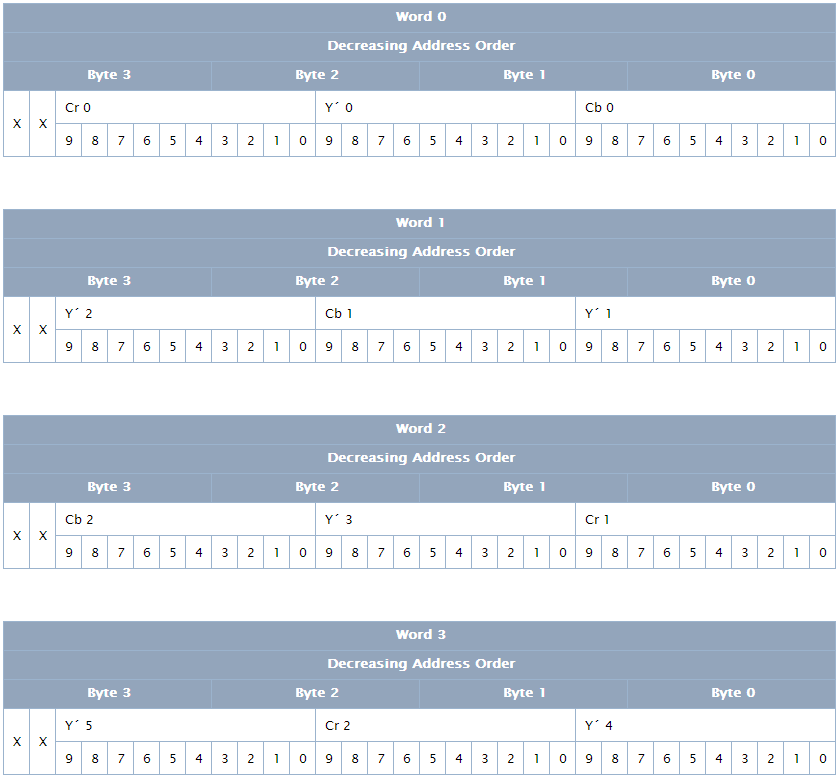 Word 0
Decreasing Address Order
Byte 3 Byte 2 Byte 1 Byte 0
X X Cr 0 Y´ 0 Cb 0
9 8 7 6 5 4 3 2 1 0 9 8 7 6 5 4 3 2 1 0 9 8 7 6 5 4 3 2 1 0
Word 1
Decreasing Address Order
Byte 3 Byte 2 Byte 1 Byte 0
X X Y´ 2 Cb 1 Y´ 1
9 8 7 6 5 4 3 2 1 0 9 8 7 6 5 4 3 2 1 0 9 8 7 6 5 4 3 2 1 0
Word 2
Decreasing Address Order
Byte 3 Byte 2 Byte 1 Byte 0
X X Cb 2 Y´ 3 Cr 1
9 8 7 6 5 4 3 2 1 0 9 8 7 6 5 4 3 2 1 0 9 8 7 6 5 4 3 2 1 0
Word 3
Decreasing Address Order
Byte 3 Byte 2 Byte 1 Byte 0
X X Y´ 5 Cr 2 Y´ 4
9 8 7 6 5 4 3 2 1 0 9 8 7 6 5 4 3 2 1 0 9 8 7 6 5 4 3 2 1 0